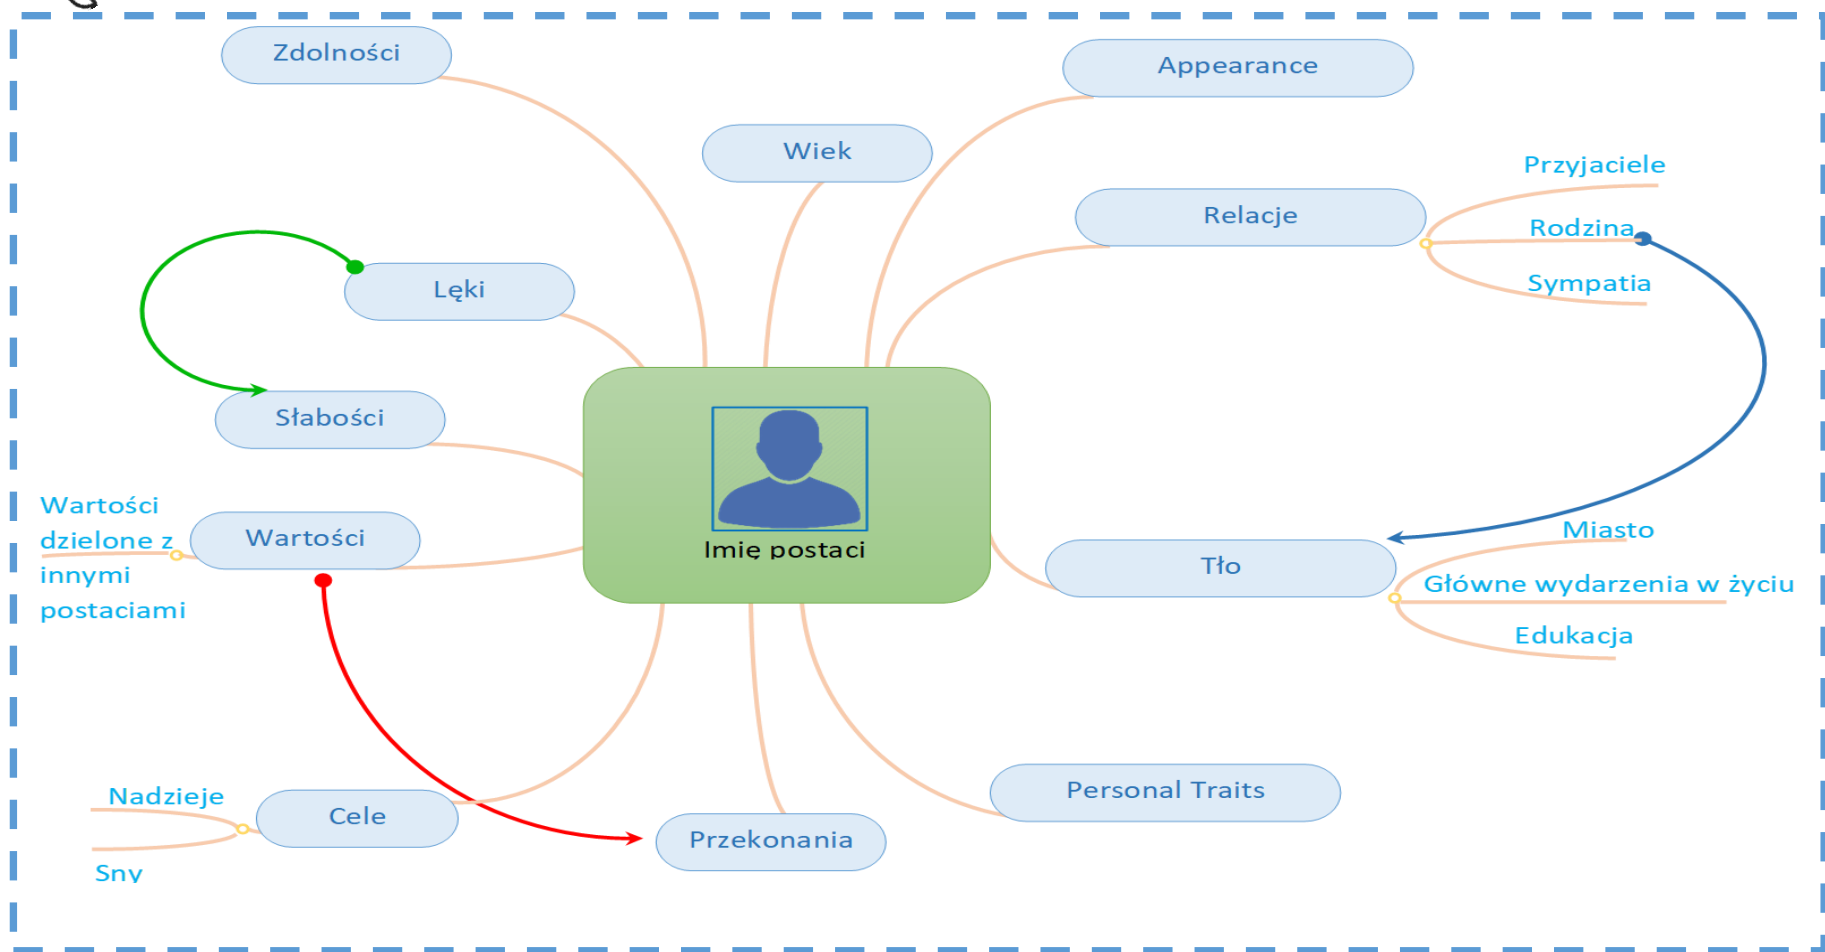 Zdolności
Appearance
Wiek
Przyjaciele
Relacje
Rodzina
Sympatia
Lęki
Słabości
Wartości
dzielone z
innymi
postaciami
Wartości
Imię postaci
Tło
Miasto
Główne wydarzenia w życiu
Edukacja
Personal Traits
Nadzieje
Cele
Sny
Przekonania